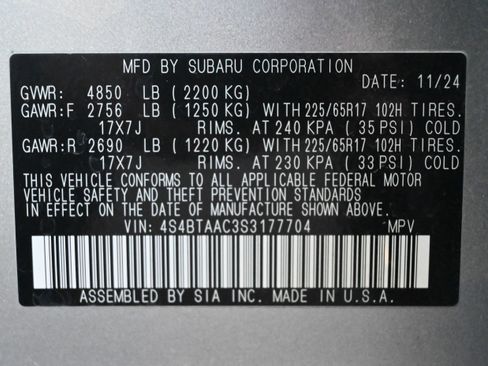 MFD BY SUBARU CORPORATION
DATE: 11/24
GVWR: 4850 LB (2200 KG)
GAWR:F 2756 LB (1250 KG) WITH 225/65R17 102H TIRES.
17X7J RIMS. AT 240 KPA (35 PSI) COLD
GAWR:R 2690 LB (1220 KG) WITH 225/65R17 102H TIRES.
17X7J RIMS. AT 230 KPA (33 PSI) COLD
THIS VEHICLE CONFORMS TO ALL APPLICABLE FEDERAL MOTOR
VEHICLE SAFETY AND THEFT PREVENTION STANDARDS
IN EFFECT ON THE DATE OF MANUFACTURE SHOWN ABOVE.
VIN: 4S4BTAAC3S3177704 MPV
ASSEMBLED BY SIA INC. MADE IN U.S.A.